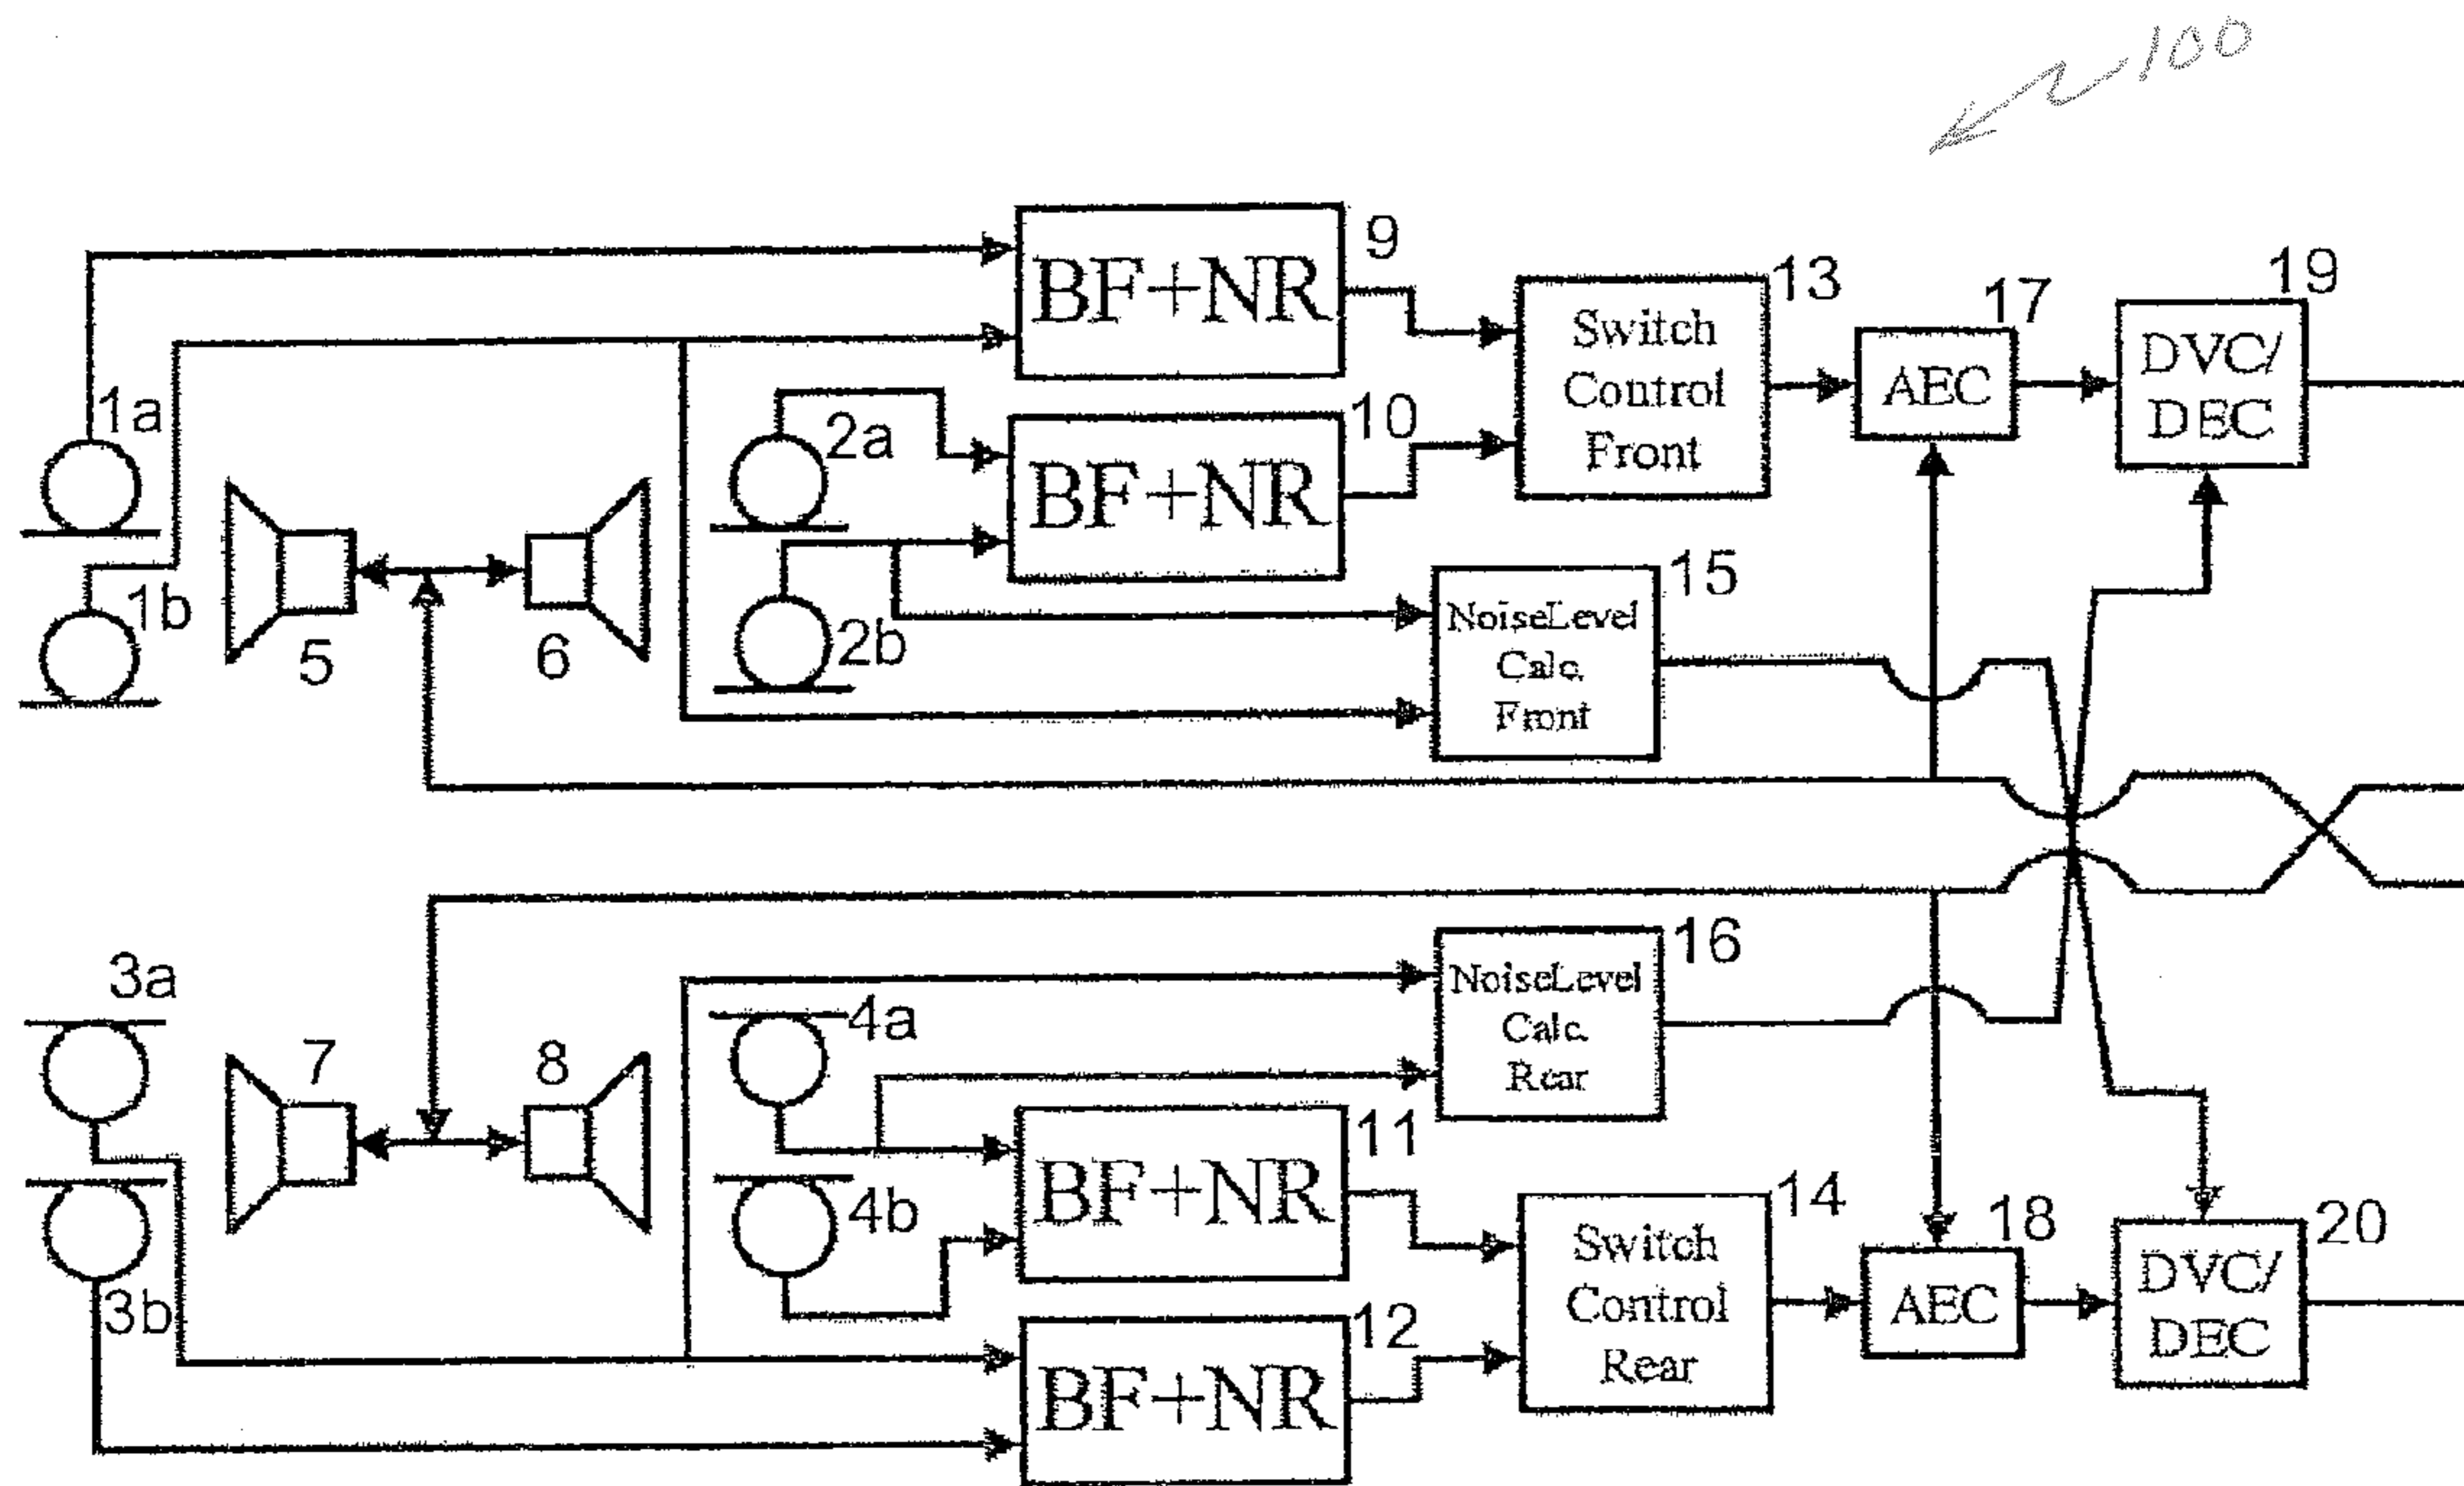 100
9
BF+NR
13
Switch
Control
Front
17
AEC
19
DVC/
DEC
1a
2a
10
BF+NR
1b
5
6
2b
15
NoiseLevel
Calc.
Front
3a
4a
16
NoiseLevel
Calc.
Rear
7
8
11
BF+NR
4b
14
Switch
Control
Rear
18
AEC
20
DVC/
DEC
3b
12
BF+NR